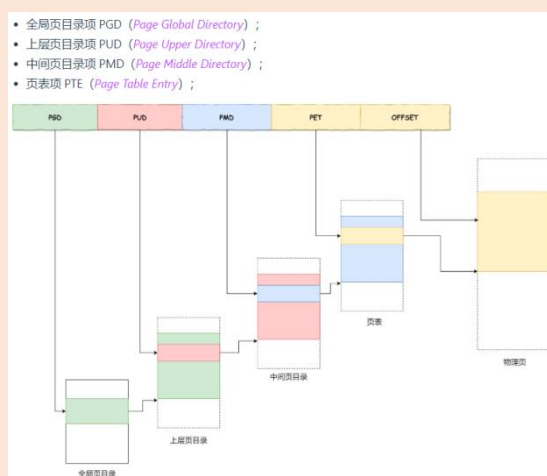 全局页目录项 PGD（Page Global Directory）;
上层页目录项 PUD（Page Upper Directory）;
中间页目录项 PMD（Page Middle Directory）;
页表项 PTE（Page Table Entry）;
PGD PUD PMD PET OFFSET
页表
物理页
中间页目录
上层页目录
全局页目录